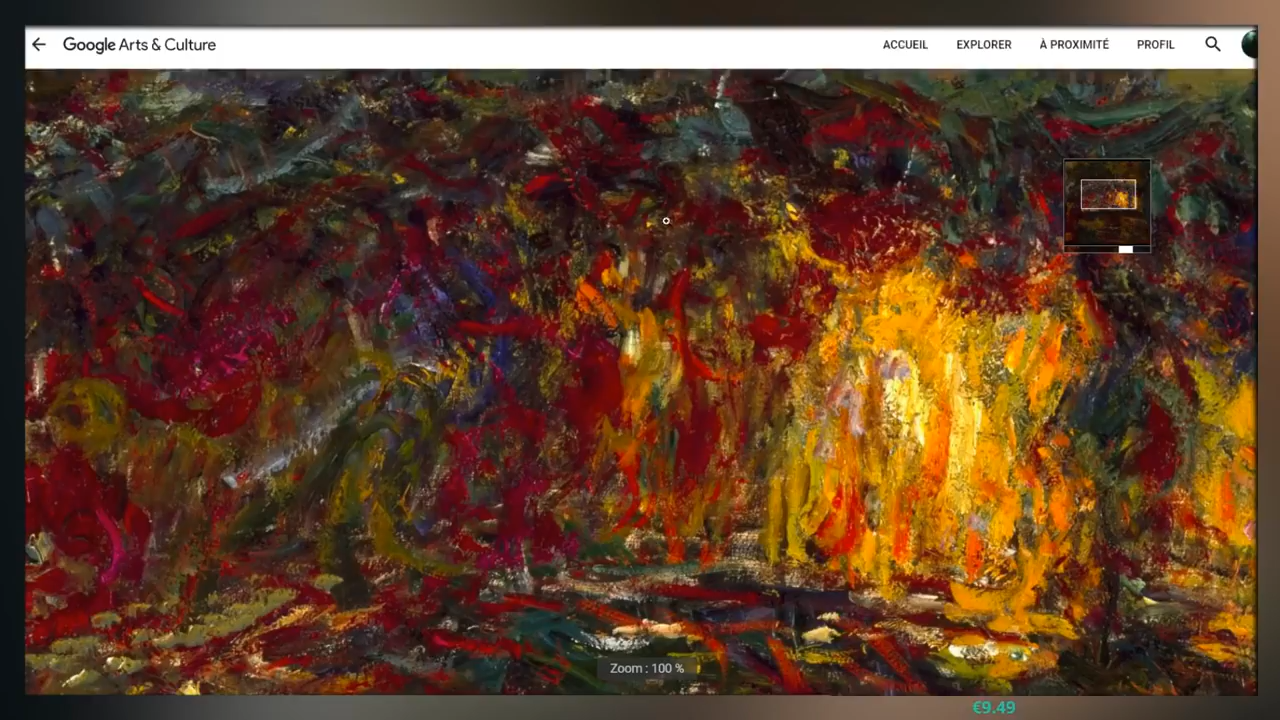 Google Arts & Culture
ACCUEIL EXPLORER À PROXIMITÉ PROFIL
Zoom : 100 %
€9.49